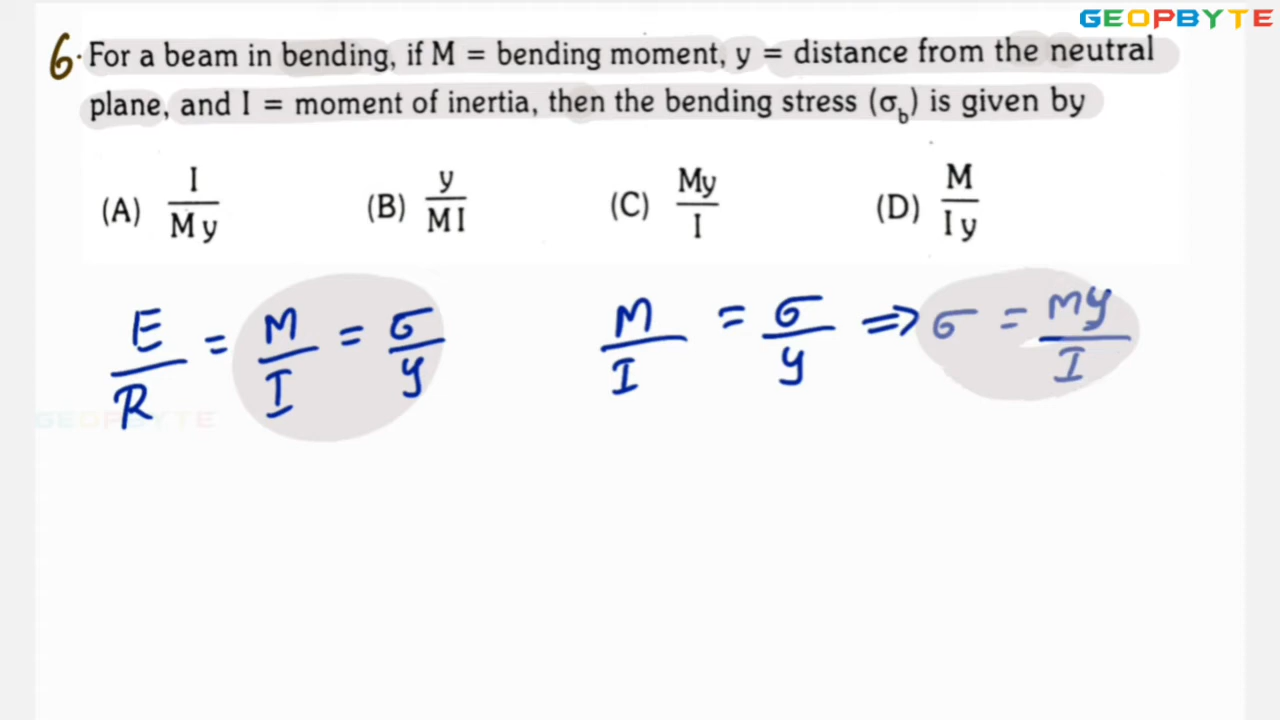 GEOPBYTE
6. For a beam in bending, if M = bending moment, y = distance from the neutral
plane, and I = moment of inertia, then the bending stress (σb) is given by
(A) I/My (B) y/MI (C) My/I (D) M/Iy
E/R = M/I = σ/y M/I = σ/y ⇒ σ = My/I
GEOPBYTE